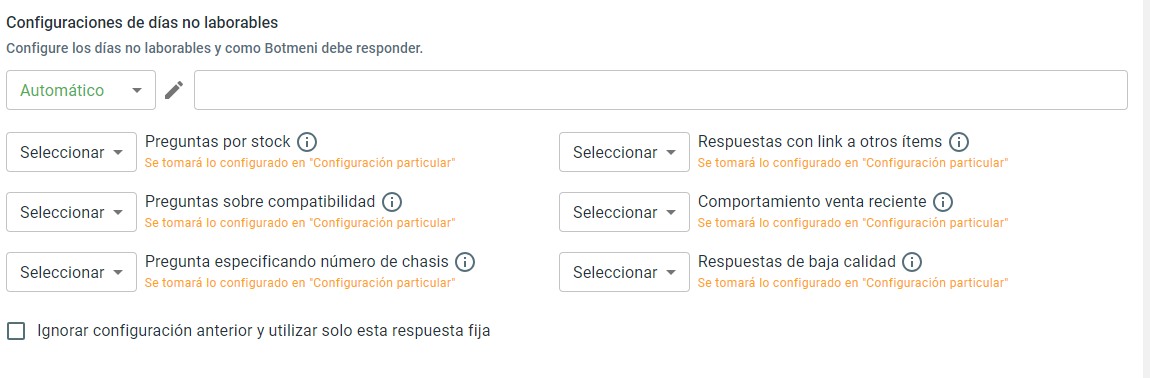 Configuraciones de días no laborables
Configure los días no laborables y como Botmeni debe responder.
Automático
Seleccionar
Preguntas por stock
Se tomará lo configurado en "Configuración particular"
Seleccionar
Respuestas con link a otros ítems
Se tomará lo configurado en "Configuración particular"
Seleccionar
Preguntas sobre compatibilidad
Se tomará lo configurado en "Configuración particular"
Seleccionar
Comportamiento venta reciente
Se tomará lo configurado en "Configuración particular"
Seleccionar
Pregunta especificando número de chasis
Se tomará lo configurado en "Configuración particular"
Seleccionar
Respuestas de baja calidad
Se tomará lo configurado en "Configuración particular"
Ignorar configuración anterior y utilizar solo esta respuesta fija